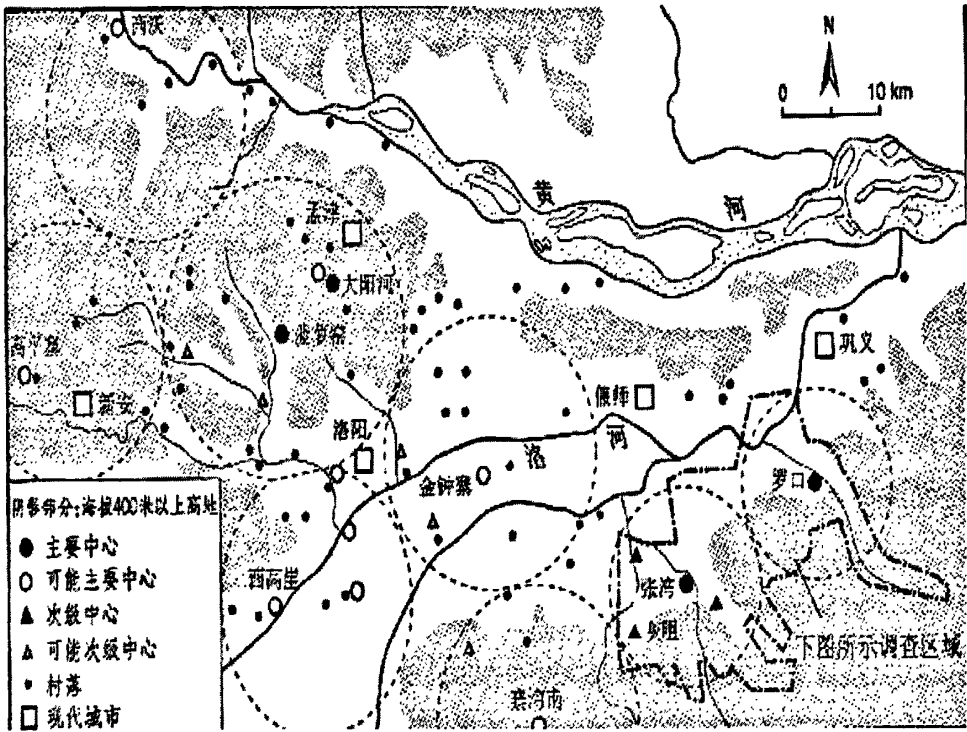 商沃
N
0 10 km
黄河
孟津
大阳河
新安
洛阳
偃师
巩义
洛河
金钟寨
罗口
西高崖
张湾
下图所示调查区域
阴影部分:海拔400米以上高地
主要中心
可能主要中心
次级中心
可能次级中心
村落
现代城市